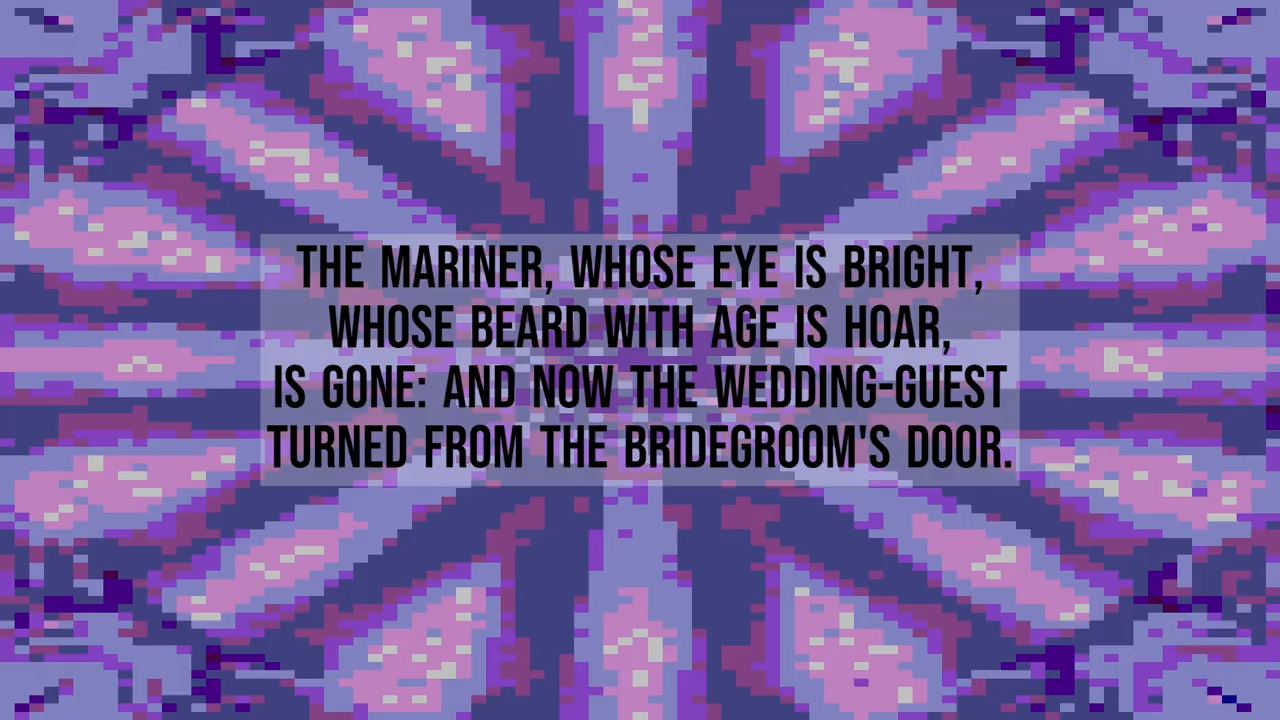 THE MARINER, WHOSE EYE IS BRIGHT,
WHOSE BEARD WITH AGE IS HOAR,
IS GONE: AND NOW THE WEDDING-GUEST
TURNED FROM THE BRIDEGROOM'S DOOR.